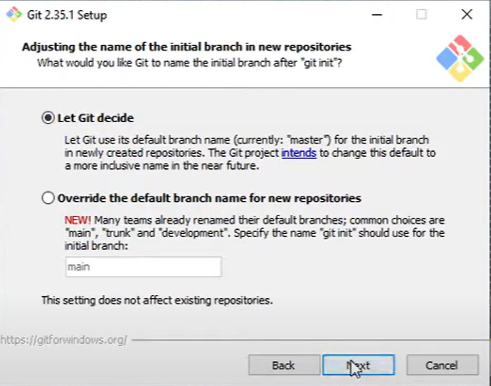 Git 2.35.1 Setup
Adjusting the name of the initial branch in new repositories
What would you like Git to name the initial branch after "git init"?
Let Git decide
Let Git use its default branch name (currently: "master") for the initial branch
in newly created repositories. The Git project intends to change this default to
a more inclusive name in the near future.
Override the default branch name for new repositories
NEW! Many teams already renamed their default branches; common choices are
"main", "trunk" and "development". Specify the name "git init" should use for the
initial branch:
main
This setting does not affect existing repositories.
https://gitforwindows.org/
Back
Next
Cancel